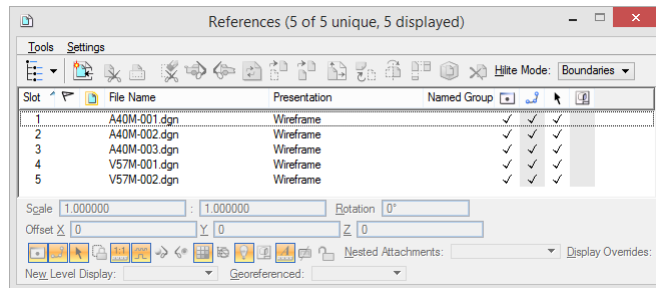 References (5 of 5 unique, 5 displayed)
Tools Settings
Hilite Mode: Boundaries
Slot File Name Presentation Named Group
1 A40M-001.dgn Wireframe
2 A40M-002.dgn Wireframe
3 A40M-003.dgn Wireframe
4 V57M-001.dgn Wireframe
5 V57M-002.dgn Wireframe
Scale 1.000000 : 1.000000 Rotation 0°
Offset X 0 Y 0 Z 0
1:1 Nested Attachments: Display Overrides:
New Level Display: Georeferenced: